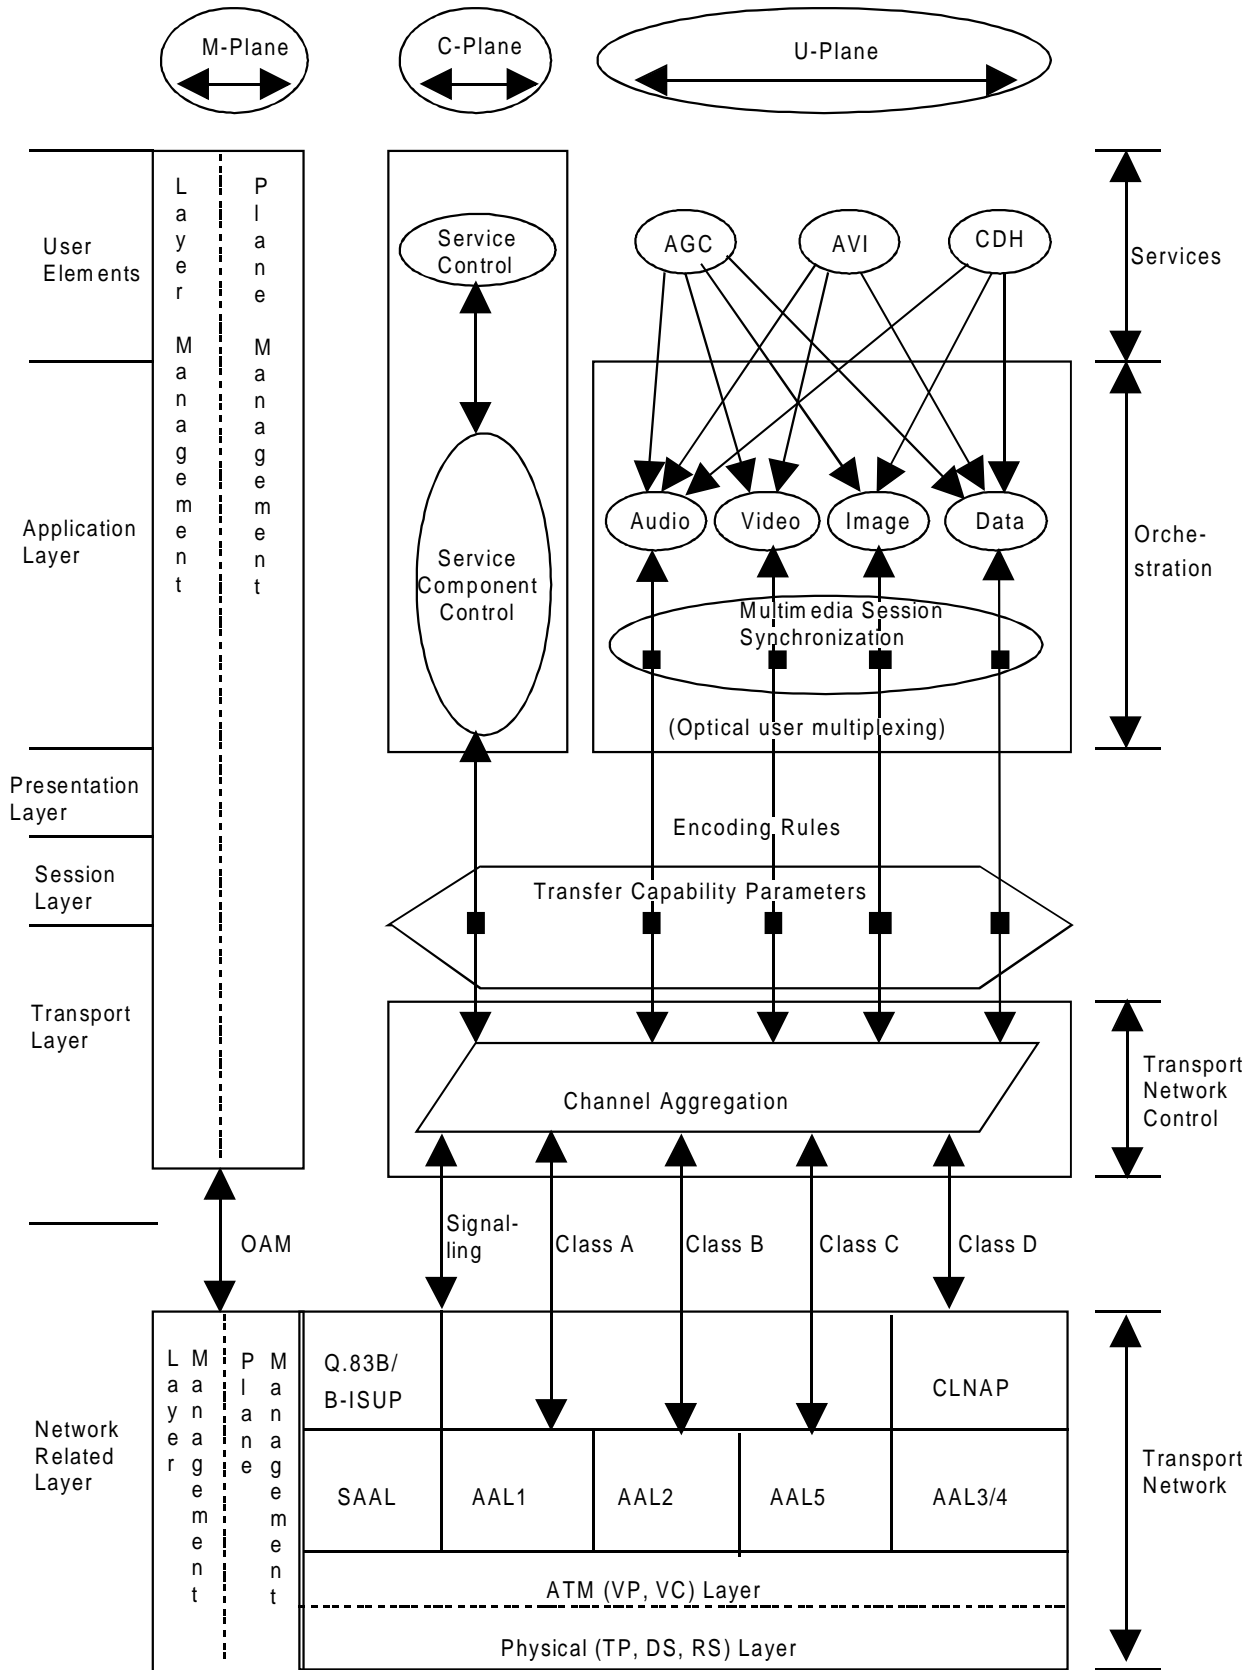 M-Plane
C-Plane
U-Plane
User
Elements
Layer Management
Plane Management
Service
Control
AGC
AVI
CDH
Services
Application
Layer
Service
Component
Control
Audio
Video
Image
Data
Multimedia Session
Synchronization
(Optical user multiplexing)
Orche-
stration
Presentation
Layer
Encoding Rules
Session
Layer
Transfer Capability Parameters
Transport
Layer
Channel Aggregation
Transport
Network
Control
OAM
Signal-
ling
Class A
Class B
Class C
Class D
Network
Related
Layer
Layer
Management
Plane
Management
Q.83B/
B-ISUP
CLNAP
SAAL
AAL1
AAL2
AAL5
AAL3/4
Transport
Network
ATM (VP, VC) Layer
Physical (TP, DS, RS) Layer